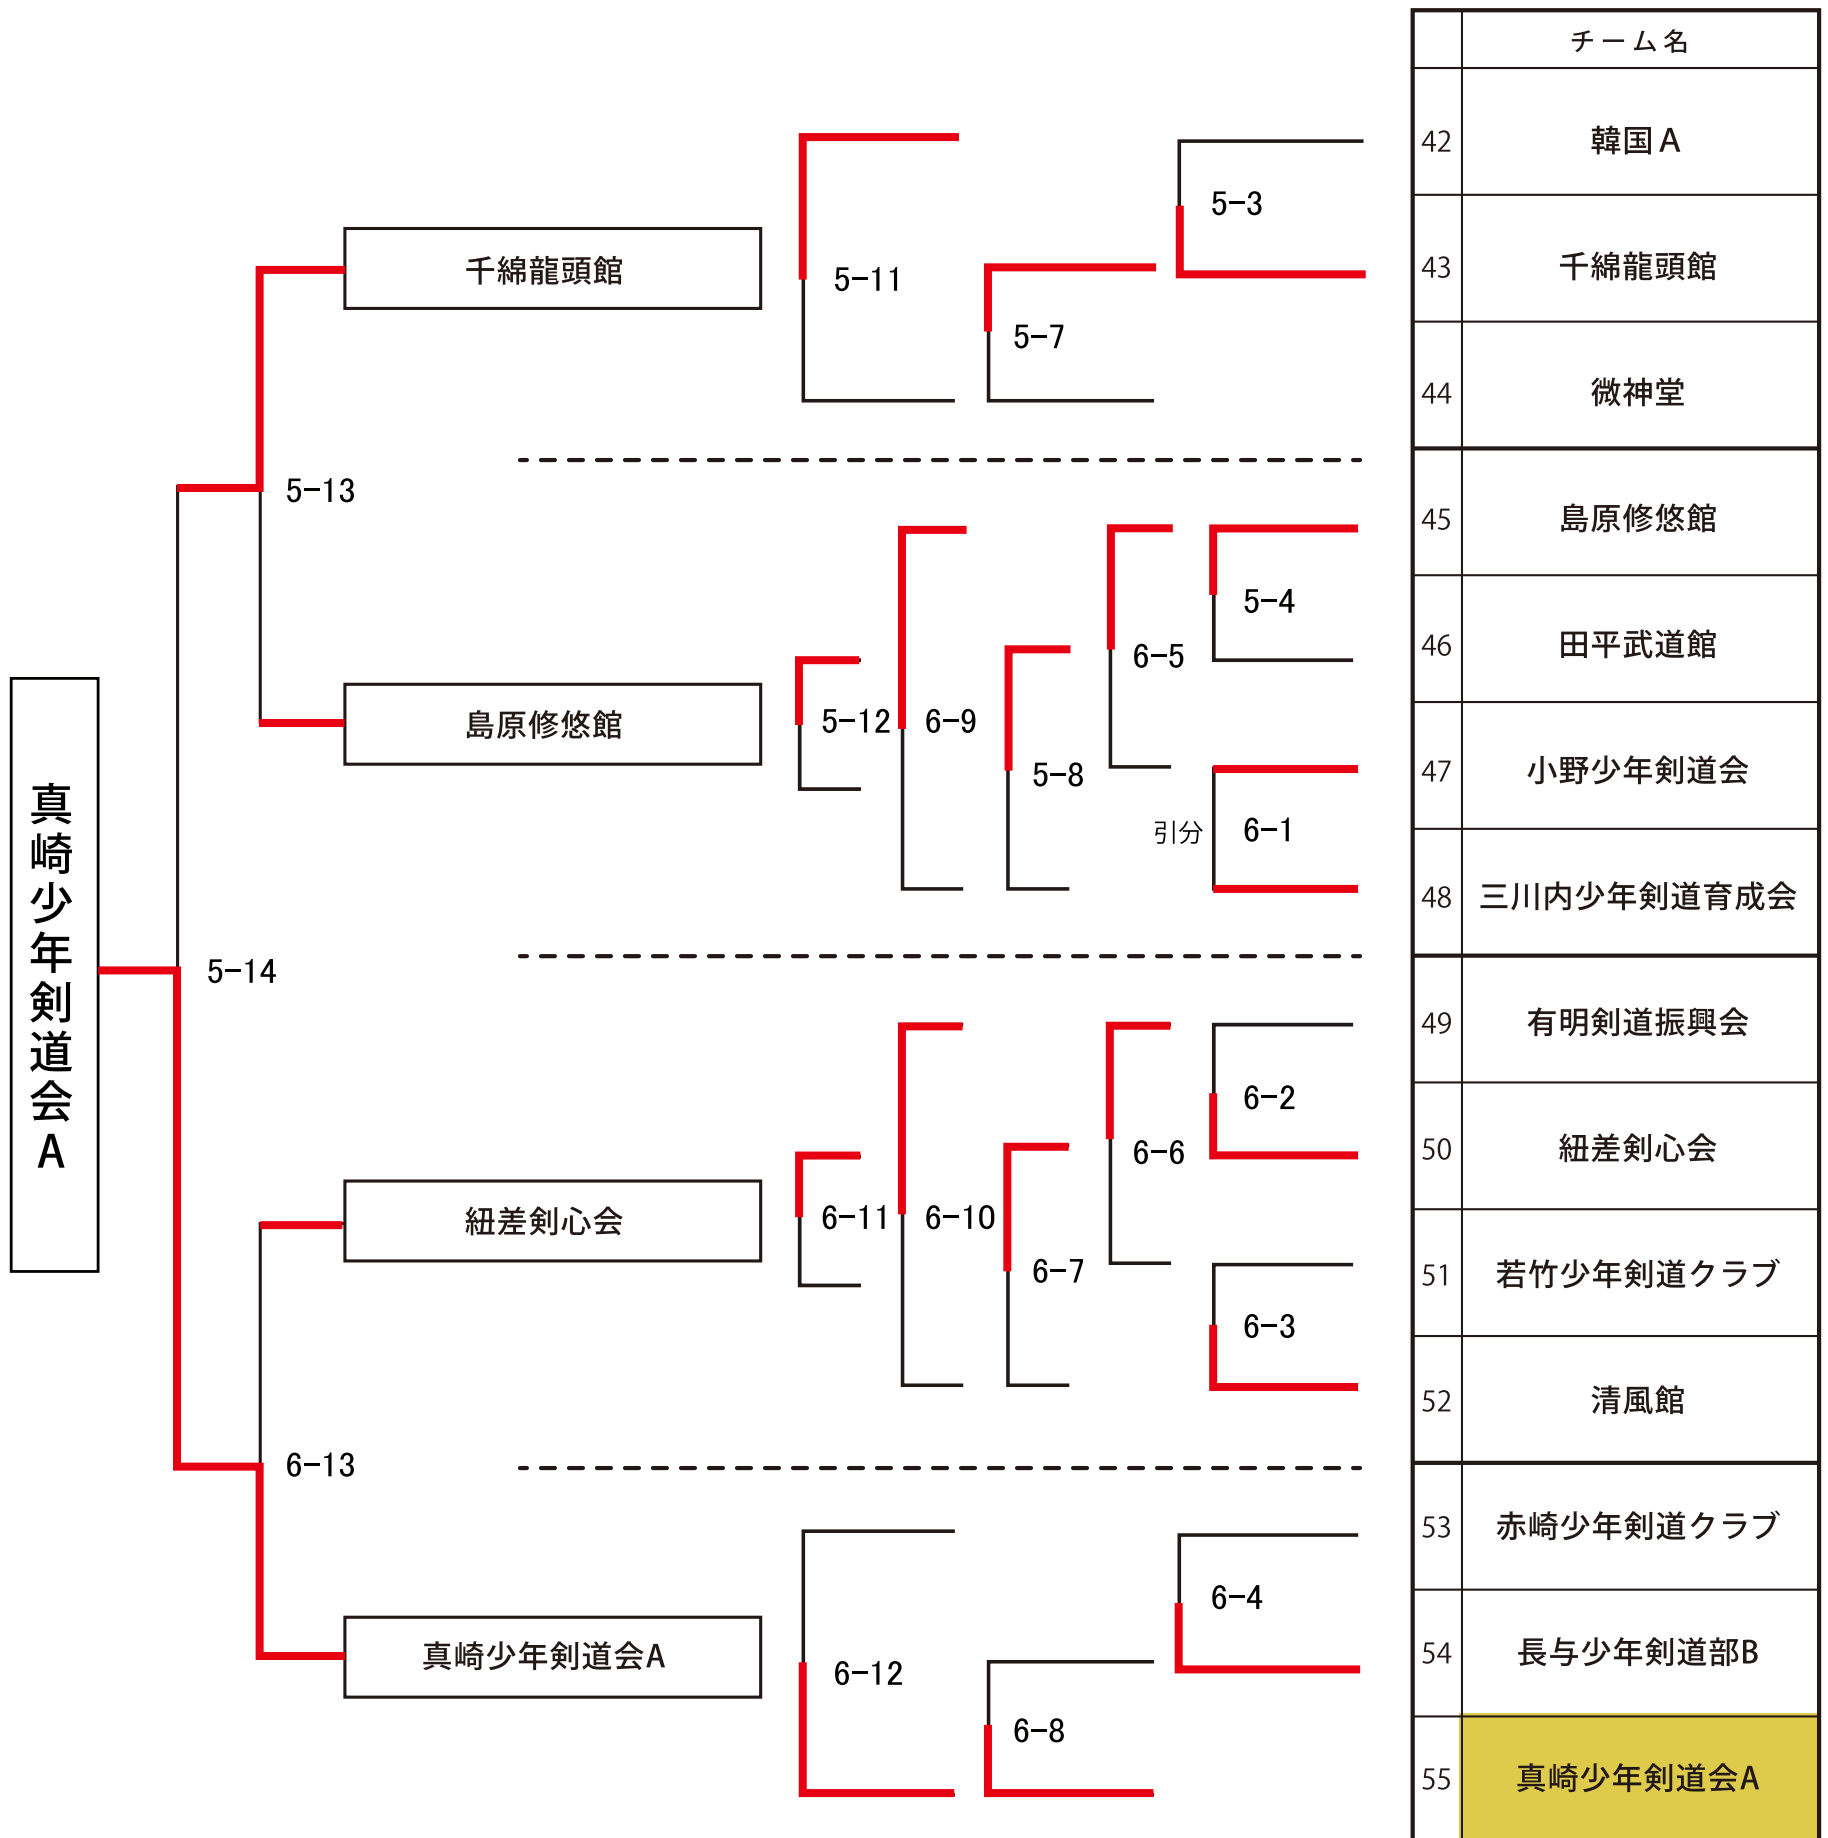 チーム名
42 韓国A
43 千綿龍頭館
44 微神堂
45 島原修悠館
46 田平武道館
47 小野少年剣道会
48 三川内少年剣道育成会
49 有明剣道振興会
50 紐差剣心会
51 若竹少年剣道クラブ
52 清風館
53 赤崎少年剣道クラブ
54 長与少年剣道部B
55 真崎少年剣道会A
5-3
千綿龍頭館
5-11
5-7
5-13
5-4
6-5
島原修悠館
5-12
6-9
5-8
引分
6-1
真崎少年剣道会A
5-14
6-2
6-6
紐差剣心会
6-11
6-10
6-7
6-3
6-13
6-4
真崎少年剣道会A
6-12
6-8